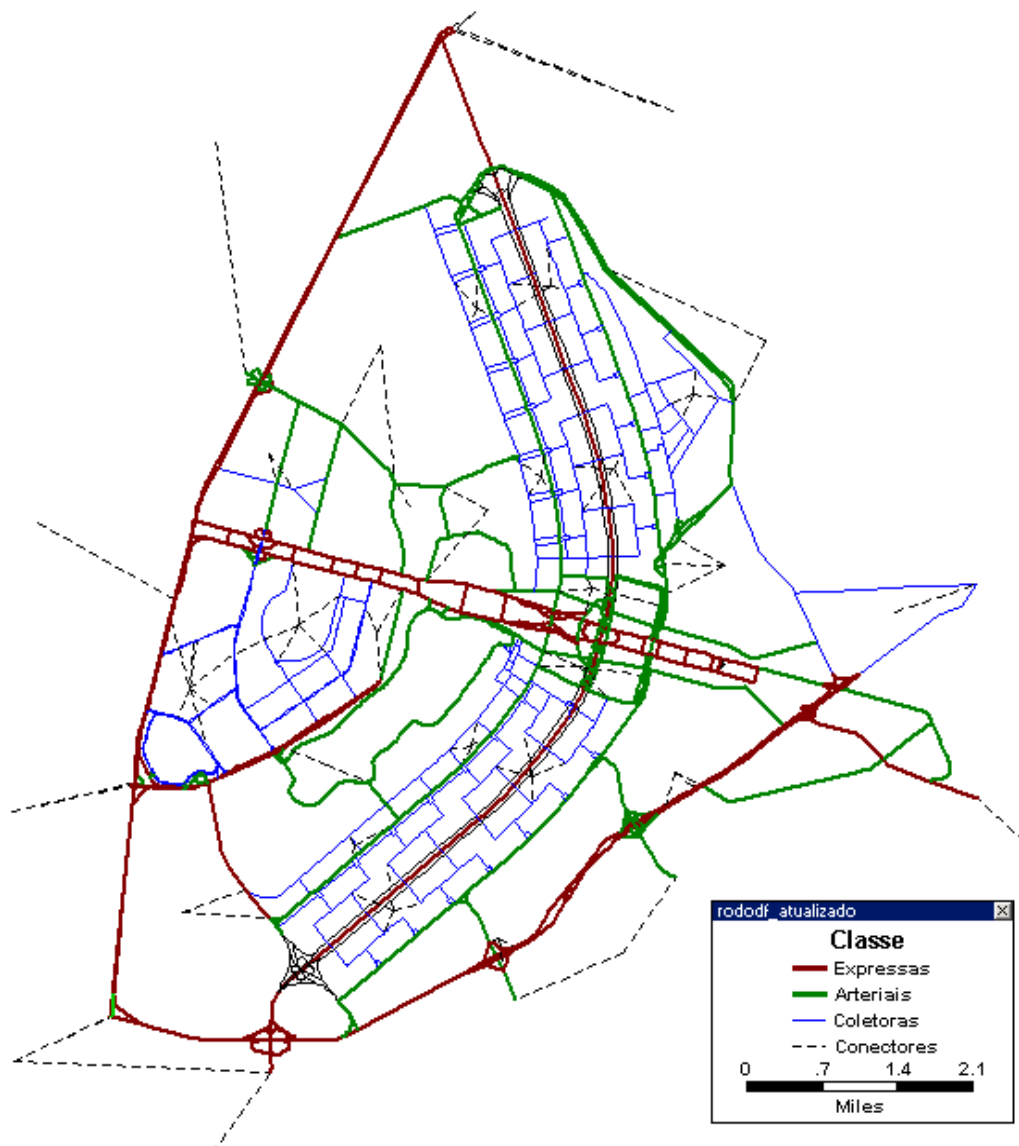 rododf_atualizado
Classe
Expressas
Arteriais
Coletoras
Conectores
0 .7 1.4 2.1
Miles